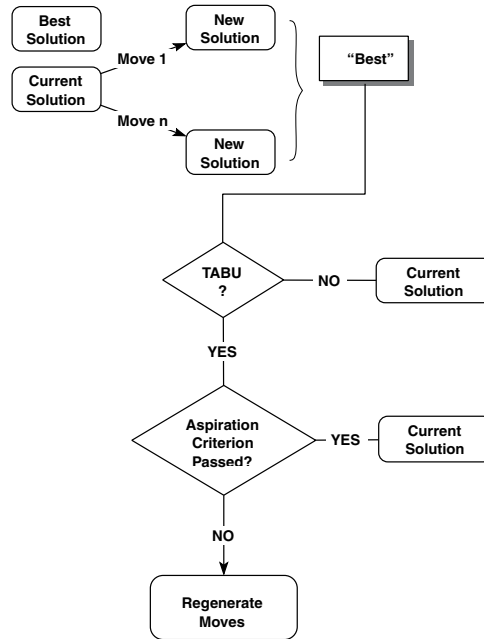 Best
Solution
New
Solution
Move 1
Current
Solution
Move n
New
Solution
“Best”
TABU
?
NO
Current
Solution
YES
Aspiration
Criterion
Passed?
YES
Current
Solution
NO
Regenerate
Moves